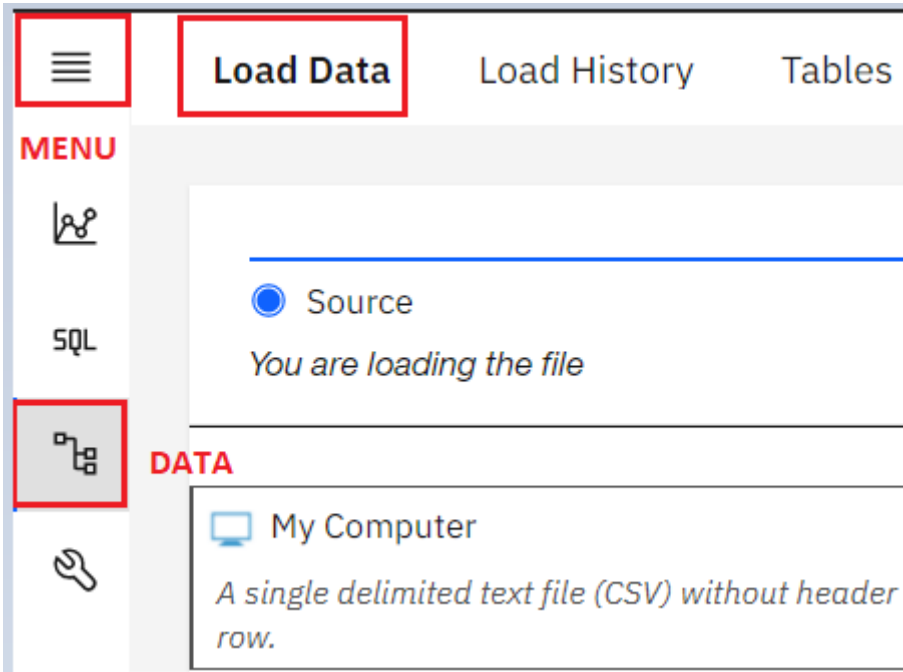 Load Data Load History Tables
MENU
SQL
Source
You are loading the file
DATA
My Computer
A single delimited text file (CSV) without header
row.